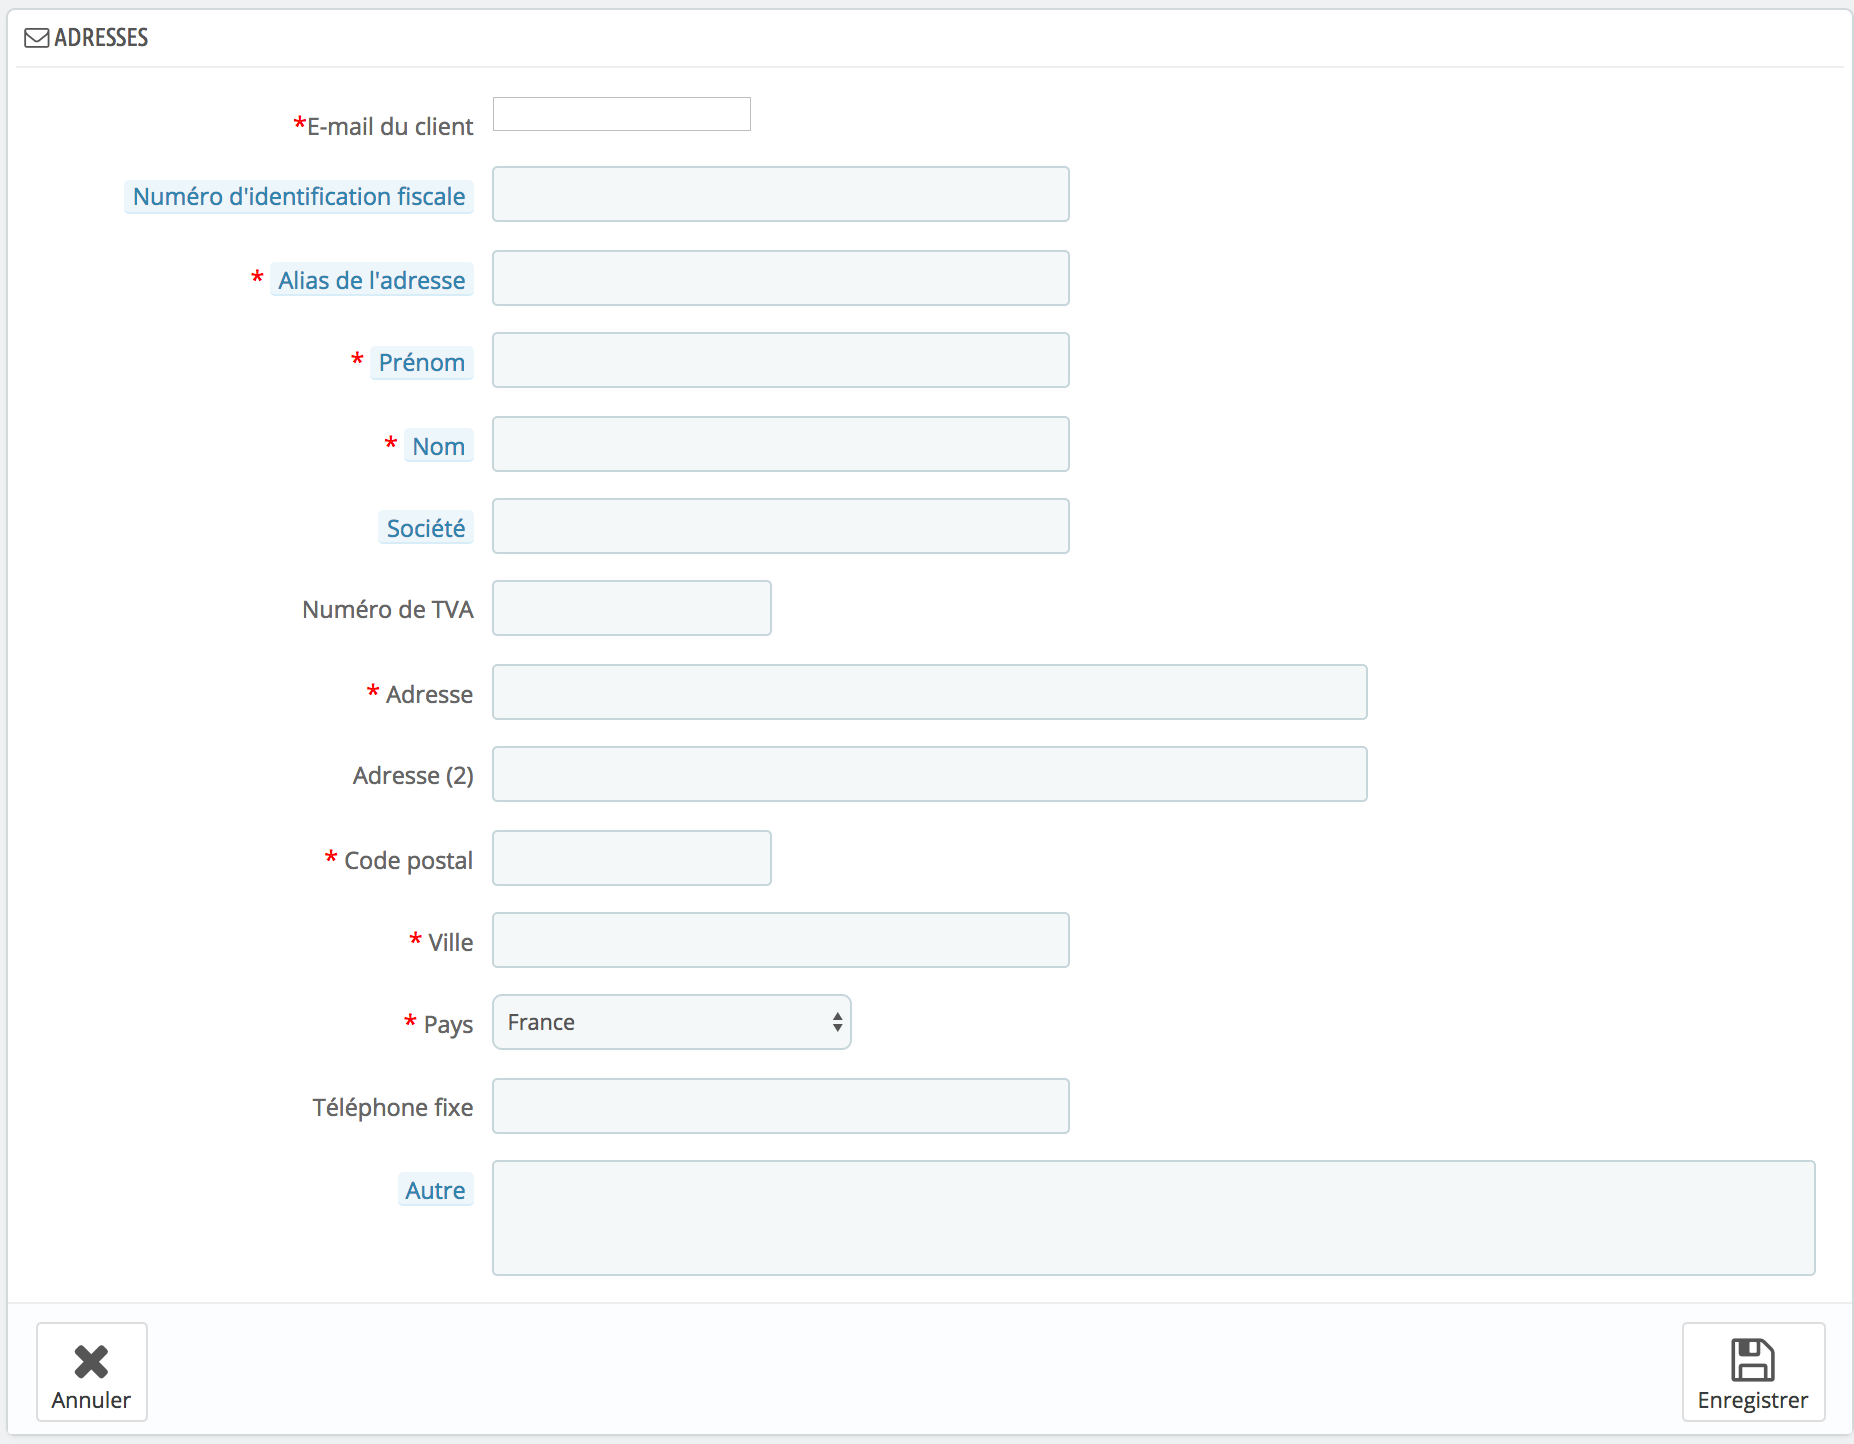 ADRESSES
*E-mail du client
Numéro d'identification fiscale
* Alias de l'adresse
* Prénom
* Nom
Société
Numéro de TVA
* Adresse
Adresse (2)
* Code postal
* Ville
* Pays France
Téléphone fixe
Autre
Annuler Enregistrer